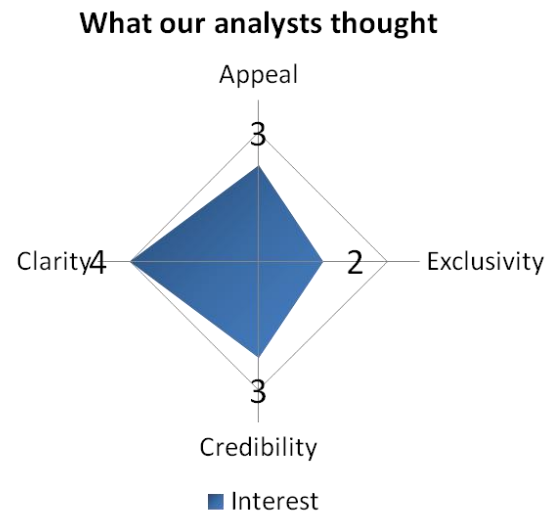 What our analysts thought
Appeal
3
Clarity 4
2 Exclusivity
3
Credibility
Interest